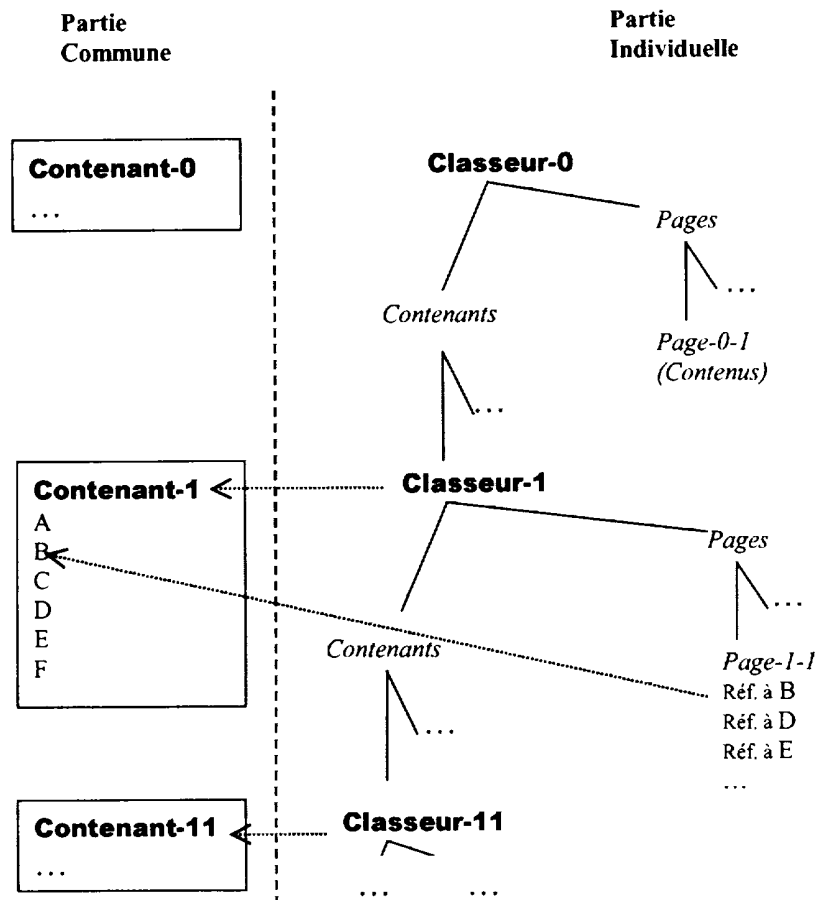 Partie
Commune
Partie
Individuelle
Contenant-0
...
Classeur-0
Pages
...
Contenants
Page-0-1
(Contenus)
...
Contenant-1
A
B
C
D
E
F
Classeur-1
Pages
...
Contenants
Page-1-1
Réf. à B
Réf. à D
Réf. à E
...
...
Contenant-11
...
Classeur-11
... ...